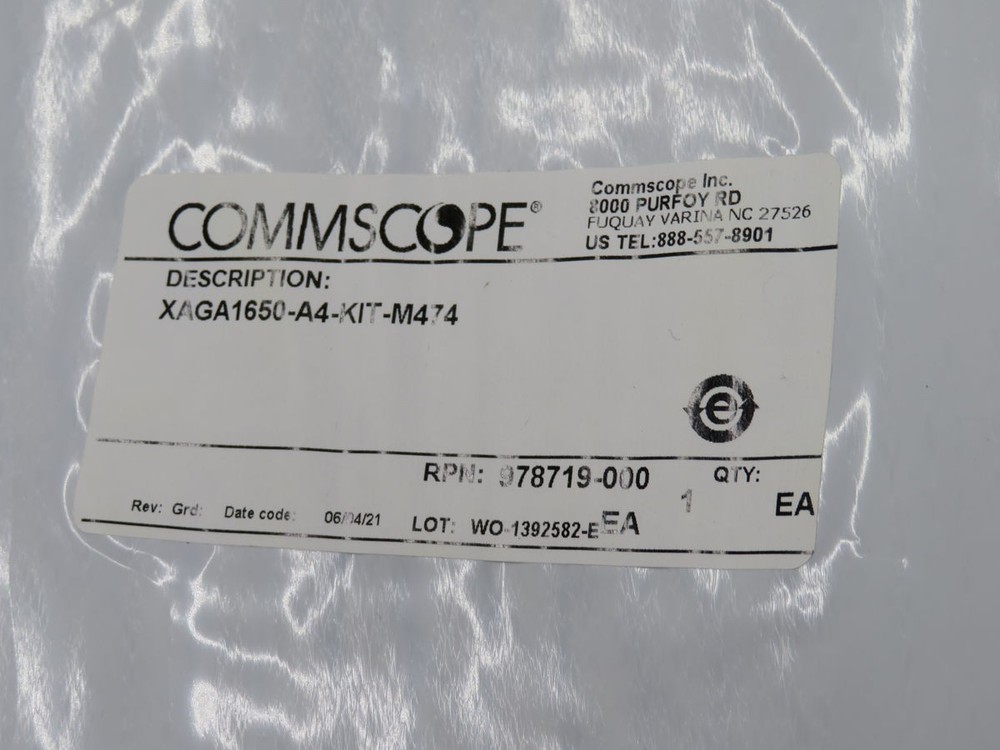 COMMSCOPE®
Commscope Inc.
8000 PURFOY RD
FUQUAY VARINA NC 27526
US TEL:888-557-8901
DESCRIPTION:
XAGA1650-A4-KIT-M474
e
RPN: 978719-000
QTY:
1
EA
Rev: Grd: Date code: 06/04/21
LOT: WO-1392582-E
EA